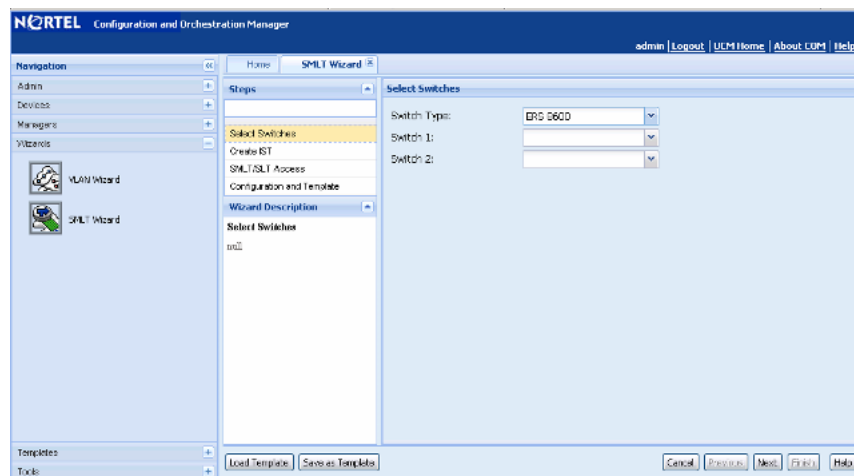 NORTEL Configuration and Orchestration Manager
admin | Logout | UCM Home | About COM | Help
Navigation
Admin
Devices
Managers
Wizards
VLAN Wizard
SMLT Wizard
Templates
Tools
Home
SMLT Wizard
Steps
Select Switches
Create IST
SMLT/SLT Access
Configuration and Template
Wizard Description
Select Switches
null
Load Template
Save as Template
Select Switches
Switch Type: ERS 8600
Switch 1:
Switch 2:
Cancel
Previous
Next
Finish
Help